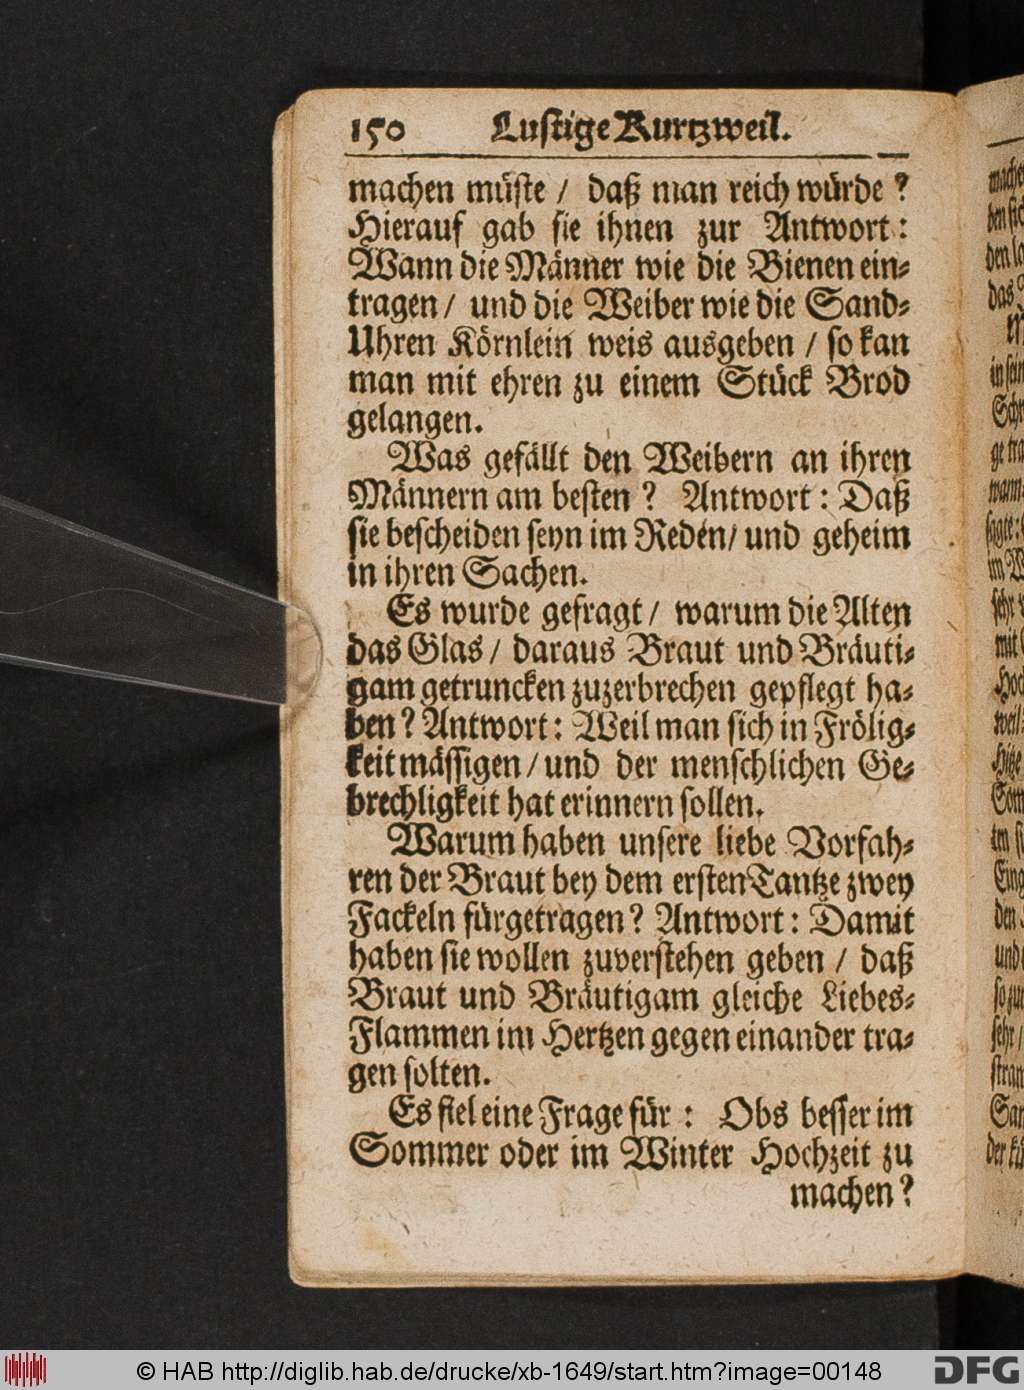 150 Lustige Kurtzweil.
machen müste / daß man reich würde ?
Hierauf gab sie ihnen zur Antwort:
Wann die Männer wie die Bienen ein-
tragen / und die Weiber wie die Sand-
Uhren Körnlein weis ausgeben / so kan
man mit ehren zu einem Stück Brod
gelangen.
Was gefällt den Weibern an ihren
Männern am besten ? Antwort: Daß
sie bescheiden seyn im Reden / und geheim
in ihren Sachen.
Es wurde gefragt / warum die Alten
das Glas / daraus Braut und Bräuti-
gam getruncken zuzerbrechen gepflegt ha-
ben? Antwort: Weil man sich in Frölig-
keit mässigen / und der menschlichen Ge-
brechligkeit hat erinnern sollen.
Warum haben unsere liebe Vorfah-
ren der Braut bey dem ersten Tantze zwey
Fackeln fürgetragen? Antwort: Damit
haben sie wollen zuverstehen geben / daß
Braut und Bräutigam gleiche Liebes-
Flammen im Hertzen gegen einander tra-
gen solten.
Es fiel eine Frage für: Obs besser im
Sommer oder im Winter Hochzeit zu
machen?
© HAB http://diglib.hab.de/drucke/xb-1649/start.htm?image=00148
DFG